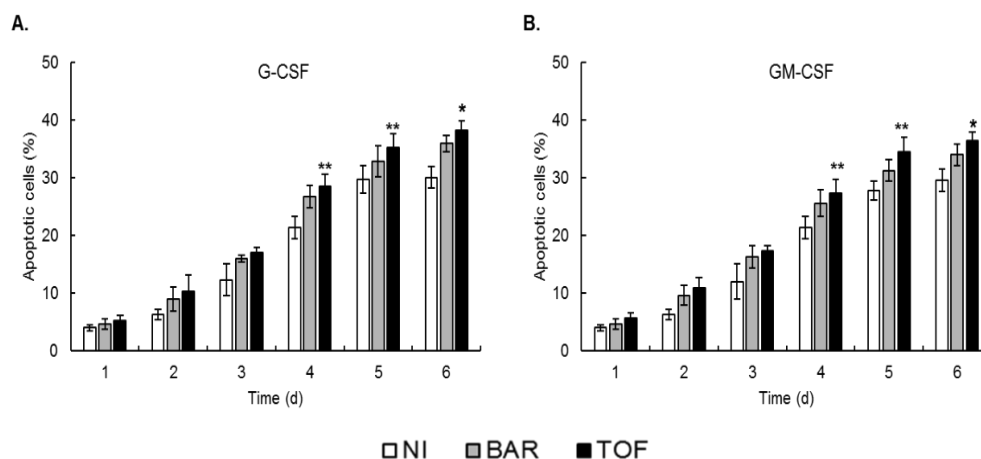 A.
G-CSF
Apoptotic cells (%)
50
40
30
20
10
0
** ** *
1 2 3 4 5 6
Time (d)
B.
GM-CSF
Apoptotic cells (%)
50
40
30
20
10
0
** ** *
1 2 3 4 5 6
Time (d)
NI BAR TOF